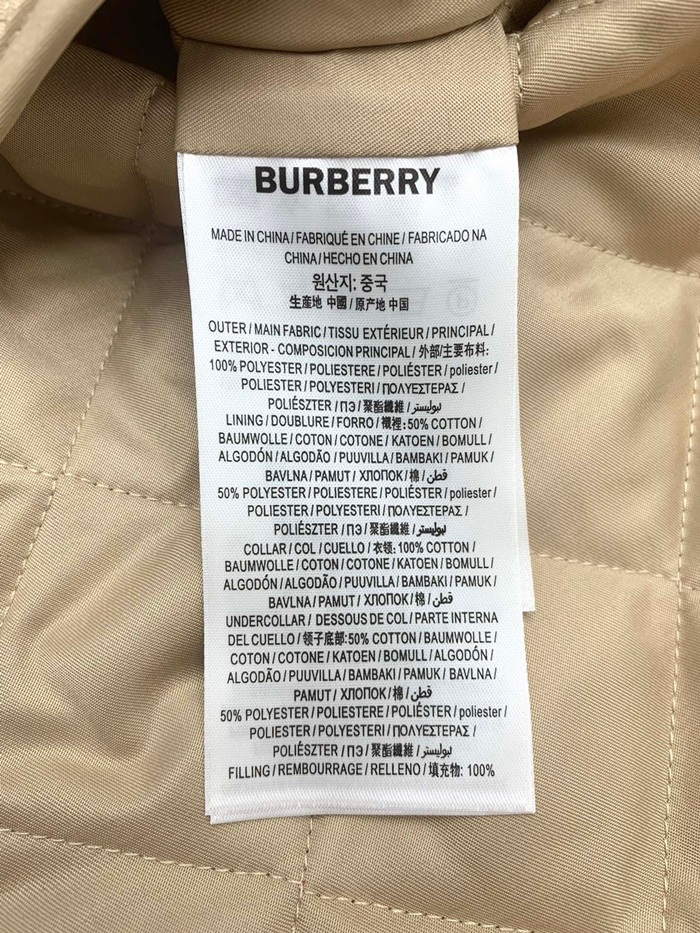 BURBERRY
MADE IN CHINA / FABRIQUÉ EN CHINE / FABRICADO NA
CHINA / HECHO EN CHINA
원산지: 중국
生産地 中國 / 原产地 中国
OUTER / MAIN FABRIC / TISSU EXTÉRIEUR / PRINCIPAL /
EXTERIOR - COMPOSICION PRINCIPAL / 外部/主要布料:
100% POLYESTER / POLIESTERE / POLIÉSTER / poliester /
POLIESTER / POLYESTERI / ΠΟΛΥΕΣΤΕΡΑΣ /
POLIÉSZTER / ПЭ / 聚酯纖維 / بوليستر
LINING / DOUBLURE / FORRO / 襯裡: 50% COTTON /
BAUMWOLLE / COTON / COTONE / KATOEN / BOMULL /
ALGODÓN / ALGODÃO / PUUVILLA / BAMBAKI / PAMUK /
BAVLNA / PAMUT / ХЛОПОК / 棉 / قطن /
50% POLYESTER / POLIESTERE / POLIÉSTER / poliester /
POLIESTER / POLYESTERI / ΠΟΛΥΕΣΤΕΡΑΣ /
POLIÉSZTER / ПЭ / 聚酯纖維 / بوليستر
COLLAR / COL / CUELLO / 衣领: 100% COTTON /
BAUMWOLLE / COTON / COTONE / KATOEN / BOMULL /
ALGODÓN / ALGODÃO / PUUVILLA / BAMBAKI / PAMUK /
BAVLNA / PAMUT / ХЛОПОК / 棉 / قطن /
UNDERCOLLAR / DESSOUS DE COL / PARTE INTERNA
DEL CUELLO / 领子底部: 50% COTTON / BAUMWOLLE /
COTON / COTONE / KATOEN / BOMULL / ALGODÓN /
ALGODÃO / PUUVILLA / BAMBAKI / PAMUK / BAVLNA /
PAMUT / ХЛОПОК / 棉 / قطن /
50% POLYESTER / POLIESTERE / POLIÉSTER / poliester /
POLIESTER / POLYESTERI / ΠΟΛΥΕΣΤΕΡΑΣ /
POLIÉSZTER / ПЭ / 聚酯纖維 / بوليستر
FILLING / REMBOURRAGE / RELLENO / 填充物: 100%